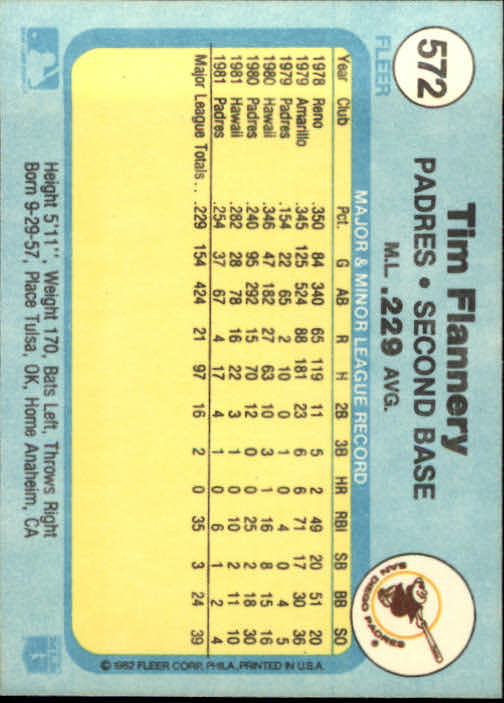 572
FLEER
Tim Flannery
PADRES • SECOND BASE
M.L. .229 AVG.
SAN DIEGO PADRES
®
MAJOR & MINOR LEAGUE RECORD
Year Club Pct. G AB R H 2B 3B HR RBI SB BB SO
1978 Reno .350 84 340 65 119 11 5 2 49 20 51 20
1979 Amarillo .345 125 524 88 181 23 6 6 71 17 30 36
1979 Padres .154 22 65 2 10 0 1 0 4 0 4 5
1980 Hawaii .346 47 182 27 63 10 3 1 16 8 15 16
1980 Padres .240 95 292 15 70 12 0 0 25 2 18 30
1981 Hawaii .282 28 78 16 22 3 1 0 10 2 11 10
1981 Padres .254 37 67 4 17 4 1 0 6 1 2 4
Major League Totals . . .229 154 424 21 97 16 2 0 35 3 24 39
© 1982 FLEER CORP. PHILA., PRINTED IN U.S.A.
Height 5'11'', Weight 170, Bats Left, Throws Right
Born 9-29-57, Place Tulsa, OK, Home Anaheim, CA